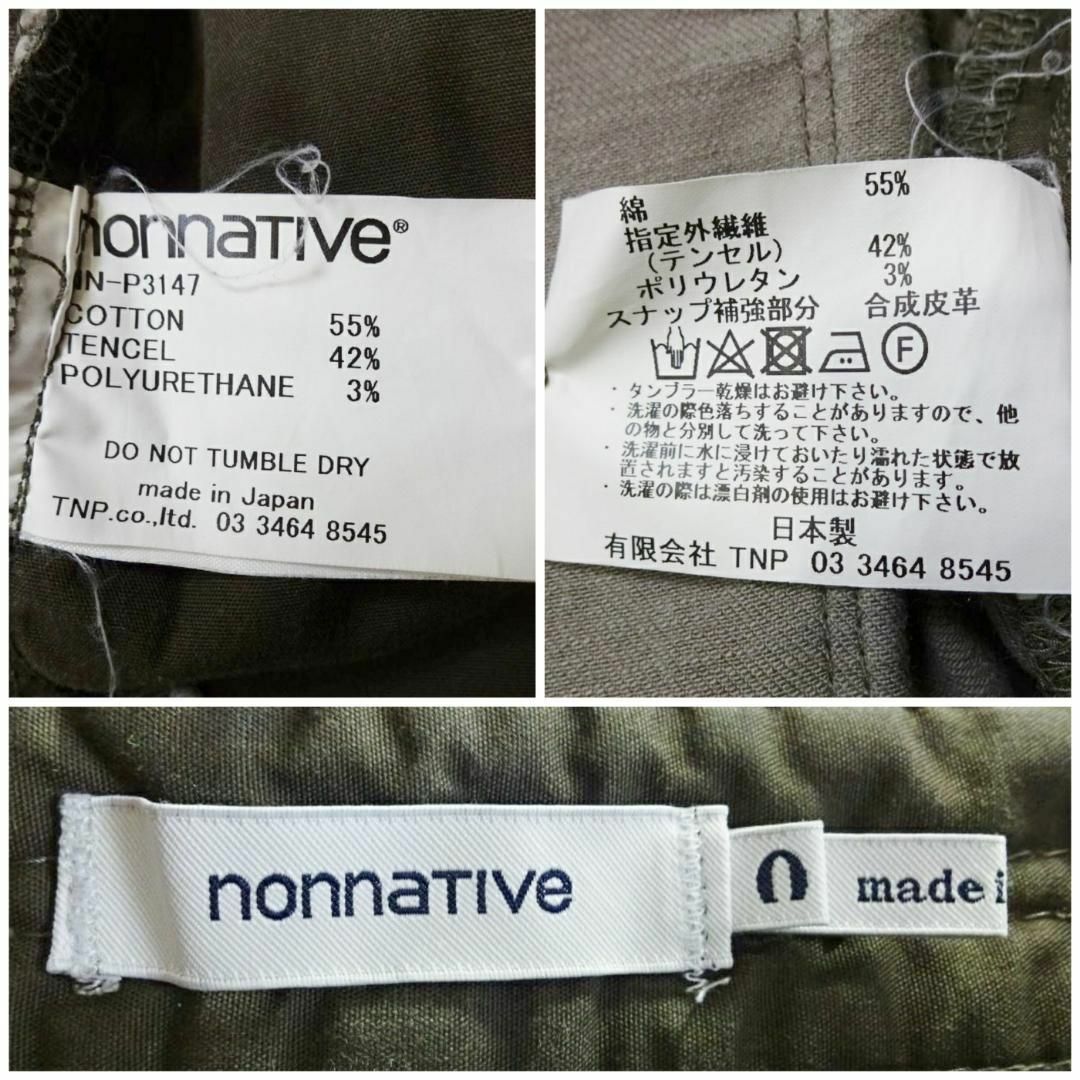 nonnative®
NN-P3147
COTTON 55%
TENCEL 42%
POLYURETHANE 3%
DO NOT TUMBLE DRY
made in Japan
TNP.co.,ltd. 03 3464 8545
綿 55%
指定外繊維
(テンセル) 42%
ポリウレタン 3%
スナップ補強部分 合成皮革
F
・タンブラー乾燥はお避け下さい。
・洗濯の際色落ちすることがありますので、他
の物と分別して洗って下さい。
・洗濯前に水に浸けておいたり濡れた状態で放
置されますと汚染することがあります。
・洗濯の際は漂白剤の使用はお避け下さい。
日本製
有限会社 TNP 03 3464 8545
nonnative
0
made i